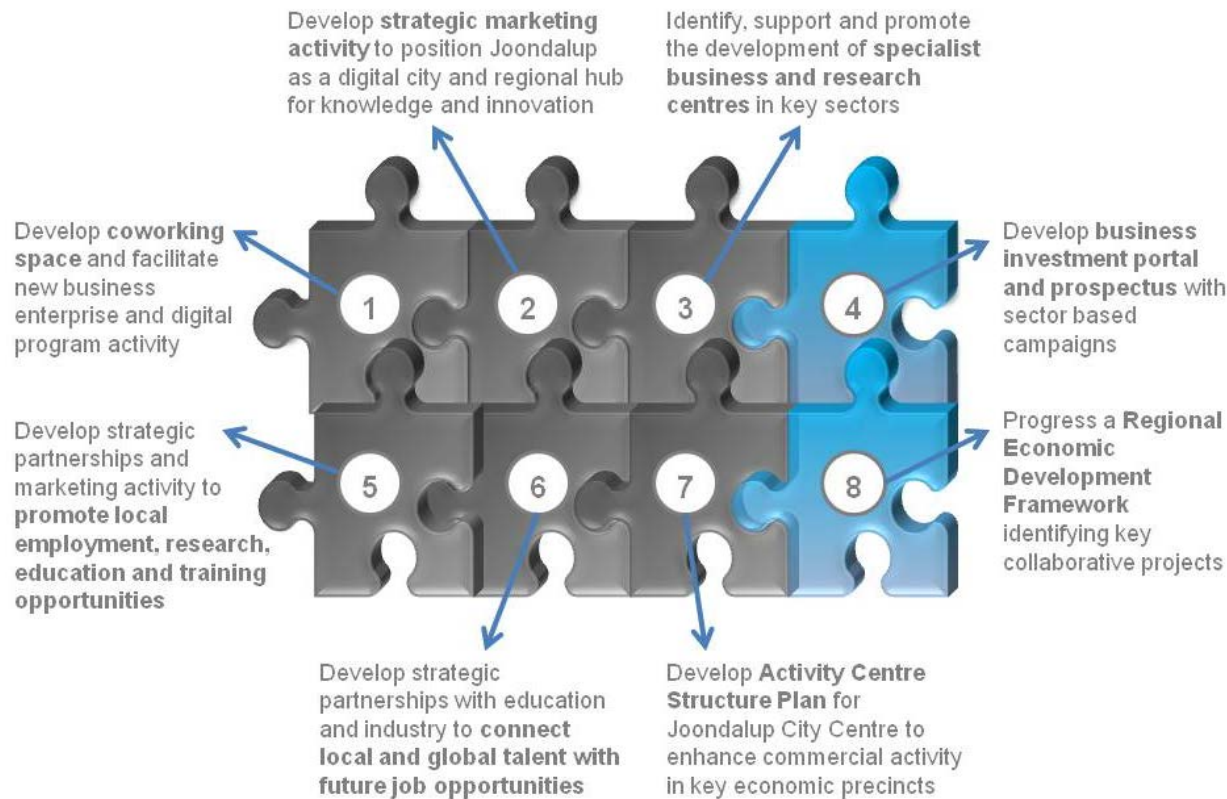 Develop strategic marketing
activity to position Joondalup
as a digital city and regional hub
for knowledge and innovation
Identify, support and promote
the development of specialist
business and research
centres in key sectors
Develop coworking
space and facilitate
new business
enterprise and digital
program activity
1
2
3
4
Develop business
investment portal
and prospectus with
sector based
campaigns
Develop strategic
partnerships and
marketing activity to
promote local
employment, research,
education and training
opportunities
5
6
7
8
Progress a Regional
Economic
Development
Framework
identifying key
collaborative projects
Develop strategic
partnerships with education
and industry to connect
local and global talent with
future job opportunities
Develop Activity Centre
Structure Plan for
Joondalup City Centre to
enhance commercial activity
in key economic precincts